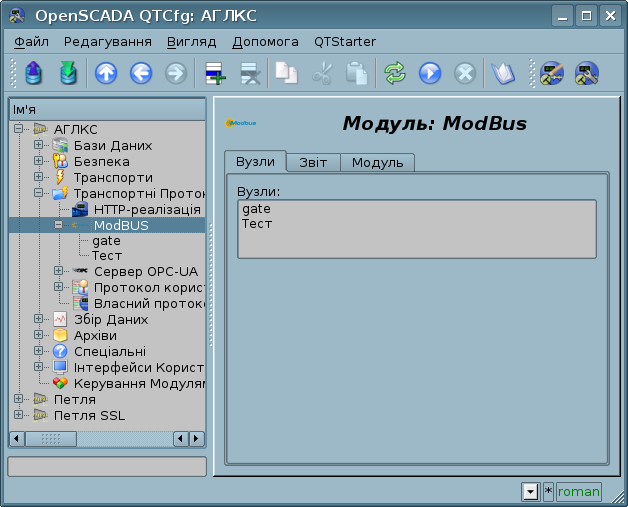 OpenSCADA QTCfg: АГЛКС
Файл Редагування Вигляд Допомога QTStarter
Ім'я
АГЛКС
Бази Даних
Безпека
Транспорти
Транспортні Проток
HTTP-реалізація
ModBUS
gate
Тест
Сервер OPC-UA
Протокол корист
Власний протоко
Збір Даних
Архіви
Спеціальні
Інтерфейси Корист
Керування Модулям
Петля
Петля SSL
Modbus
Модуль: ModBus
Вузли Звіт Модуль
Вузли:
gate
Тест
* roman